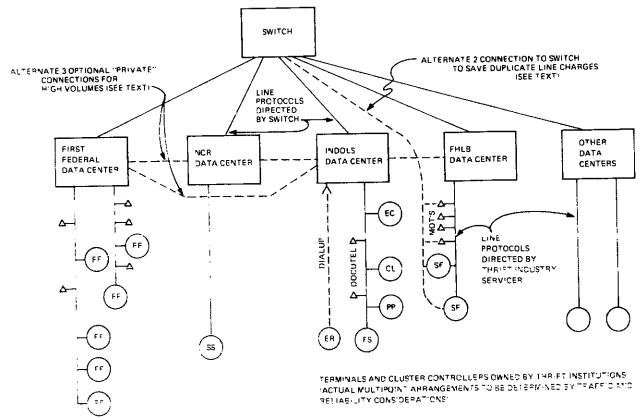 SWITCH
ALTERNATE 3 OPTIONAL "PRIVATE"
CONNECTIONS FOR
HIGH VOLUMES (SEE TEXT)
ALTERNATE 2 CONNECTION TO SWITCH
TO SAVE DUPLICATE LINE CHARGES
(SEE TEXT)
LINE
PROTOCOLS
DIRECTED
BY SWITCH
FIRST
FEDERAL
DATA CENTER
NCR
DATA CENTER
INDOLS
DATA CENTER
FHLB
DATA CENTER
OTHER
DATA
CENTERS
MOT'S
EC
DIALUP
DOCUTEL
LINE
PROTOCOLS
DIRECTED BY
THRIFT INDUSTRY
SERVICER
FF
FF
FF
CL
SF
PP
SF
FF
SS
ER
FS
FF
FF
TERMINALS AND CLUSTER CONTROLLERS OWNED BY THRIFT INSTITUTIONS
(ACTUAL MULTIPOINT ARRANGEMENTS TO BE DETERMINED BY TRAFFIC AND
RELIABILITY CONSIDERATIONS)